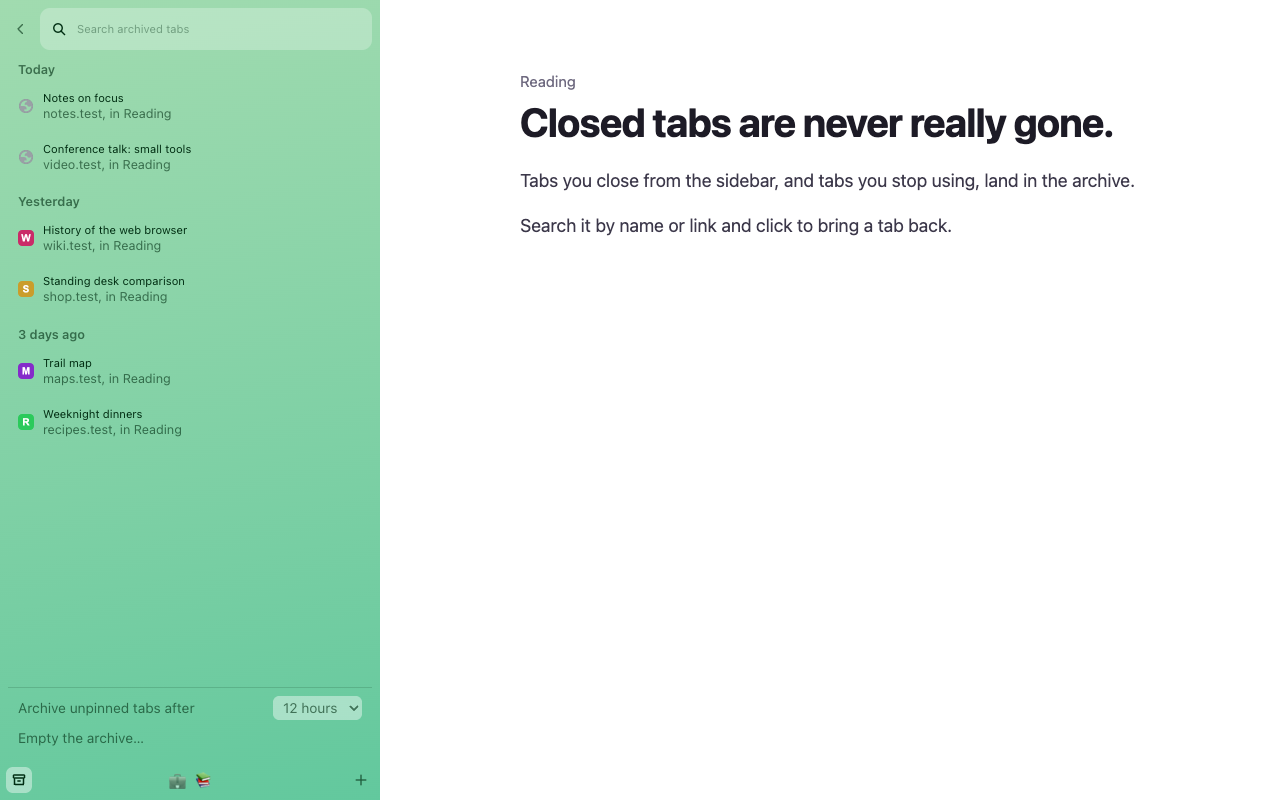 Search archived tabs
Today
Notes on focus
notes.test, in Reading
Conference talk: small tools
video.test, in Reading
Yesterday
W
History of the web browser
wiki.test, in Reading
S
Standing desk comparison
shop.test, in Reading
3 days ago
M
Trail map
maps.test, in Reading
R
Weeknight dinners
recipes.test, in Reading
Archive unpinned tabs after
12 hours
Empty the archive...
Reading
Closed tabs are never really gone.
Tabs you close from the sidebar, and tabs you stop using, land in the archive.
Search it by name or link and click to bring a tab back.